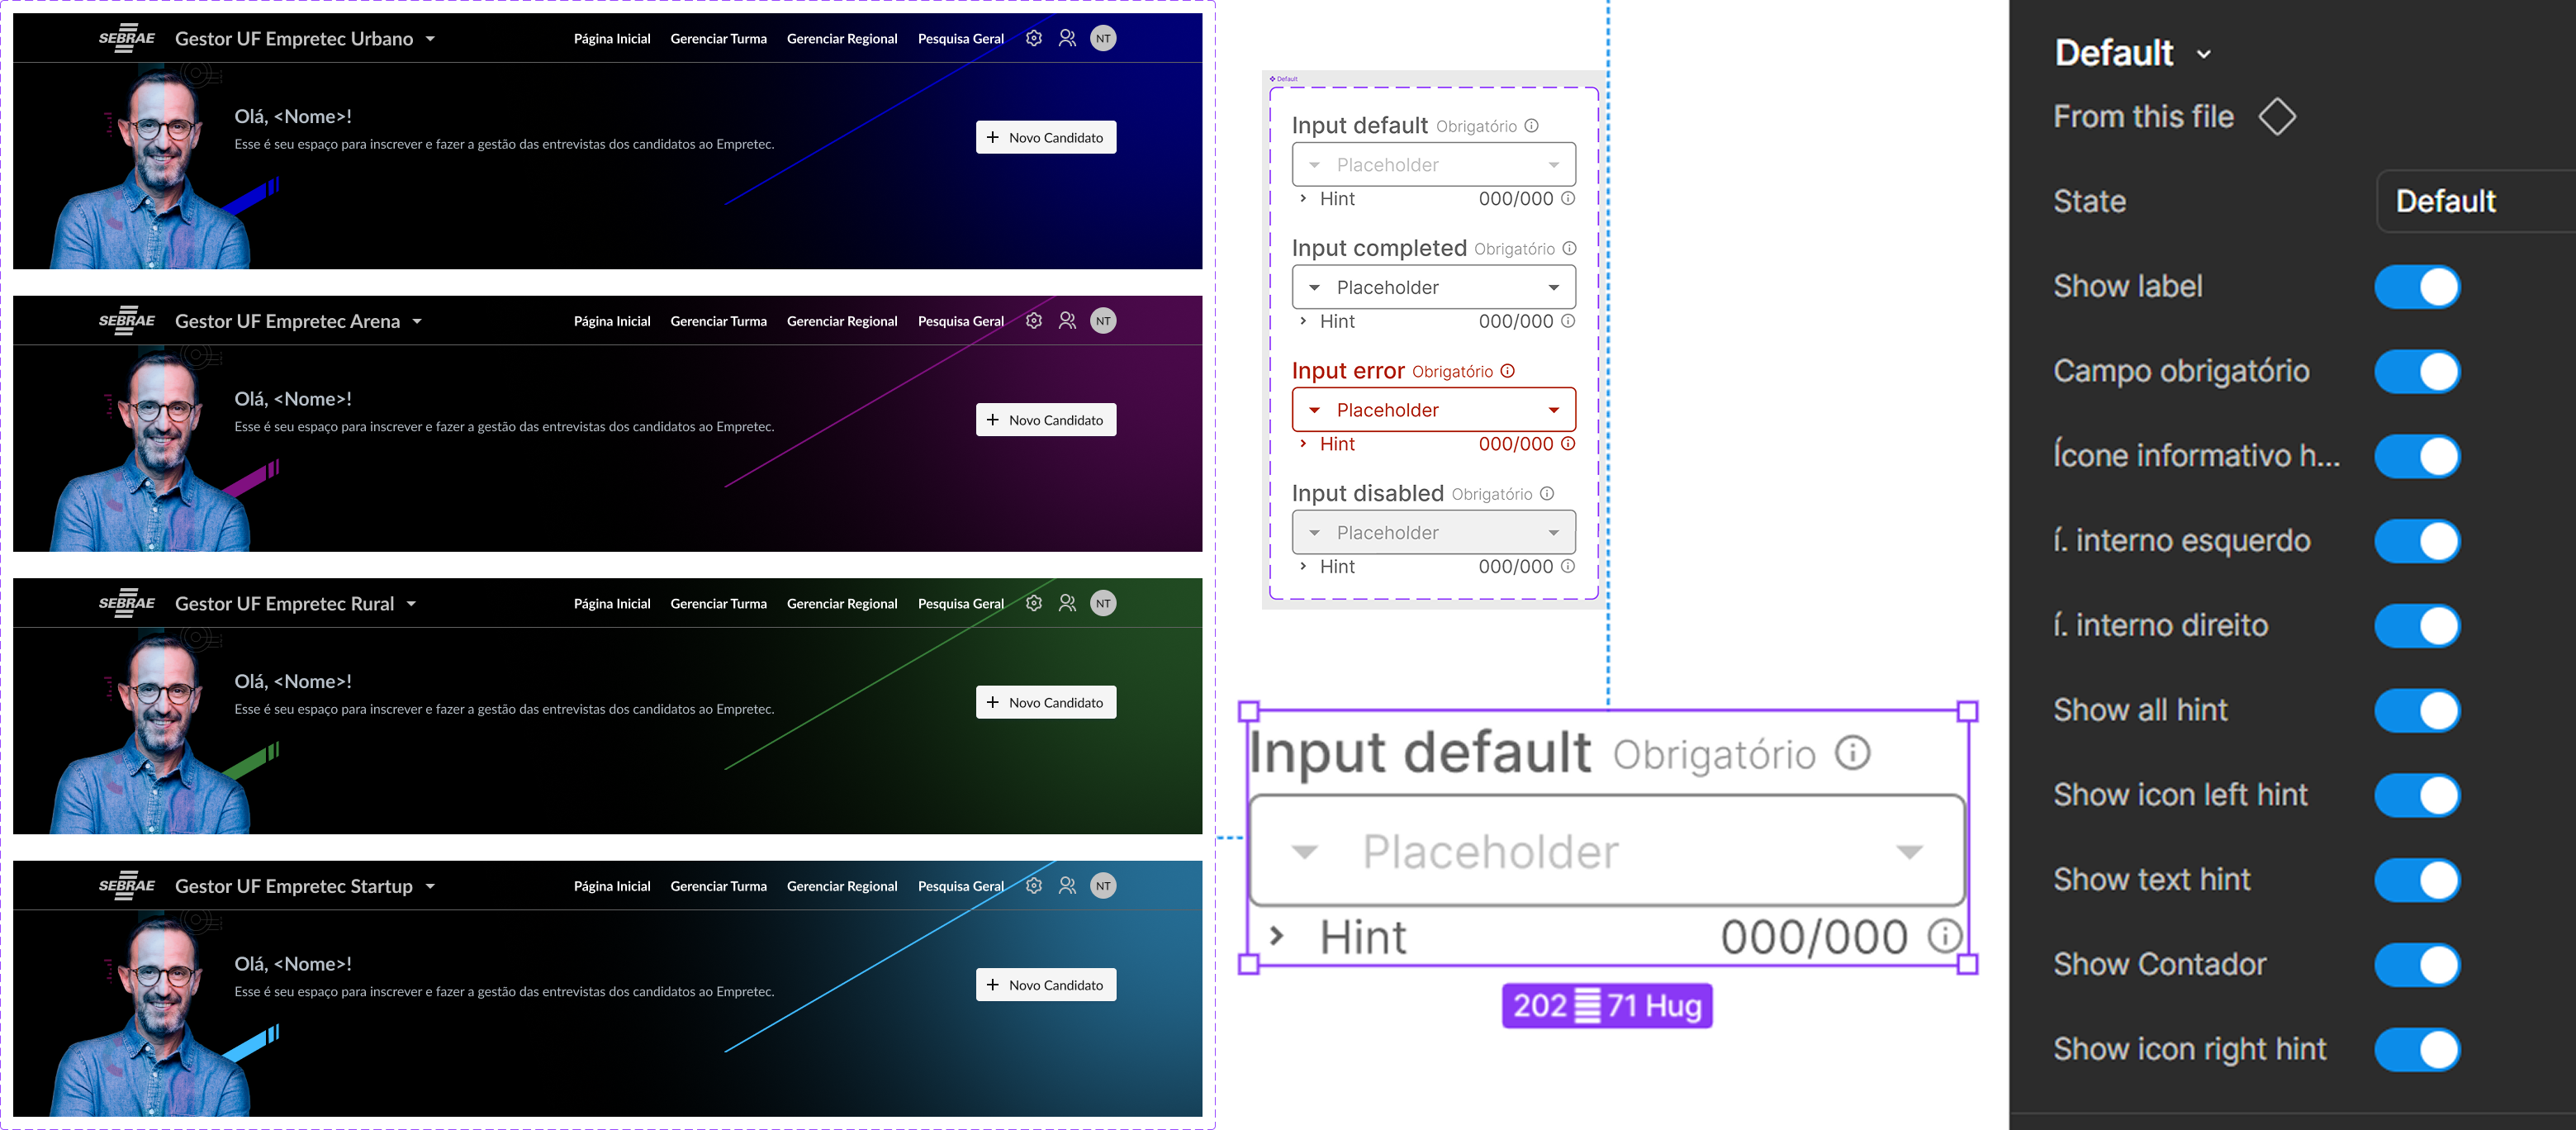 SEBRAE Gestor UF Empretec Urbano Página Inicial Gerenciar Turma Gerenciar Regional Pesquisa Geral NT
Olá, <Nome>!
Esse é seu espaço para inscrever e fazer a gestão das entrevistas dos candidatos ao Empretec.
+ Novo Candidato
SEBRAE Gestor UF Empretec Arena Página Inicial Gerenciar Turma Gerenciar Regional Pesquisa Geral NT
Olá, <Nome>!
Esse é seu espaço para inscrever e fazer a gestão das entrevistas dos candidatos ao Empretec.
+ Novo Candidato
SEBRAE Gestor UF Empretec Rural Página Inicial Gerenciar Turma Gerenciar Regional Pesquisa Geral NT
Olá, <Nome>!
Esse é seu espaço para inscrever e fazer a gestão das entrevistas dos candidatos ao Empretec.
+ Novo Candidato
SEBRAE Gestor UF Empretec Startup Página Inicial Gerenciar Turma Gerenciar Regional Pesquisa Geral NT
Olá, <Nome>!
Esse é seu espaço para inscrever e fazer a gestão das entrevistas dos candidatos ao Empretec.
+ Novo Candidato
Default
Input default Obrigatório
Placeholder
Hint 000/000
Input completed Obrigatório
Placeholder
Hint 000/000
Input error Obrigatório
Placeholder
Hint 000/000
Input disabled Obrigatório
Placeholder
Hint 000/000
Input default Obrigatório
Placeholder
Hint 000/000
202 71 Hug
Default
From this file
State Default
Show label
Campo obrigatório
Ícone informativo h...
í. interno esquerdo
í. interno direito
Show all hint
Show icon left hint
Show text hint
Show Contador
Show icon right hint